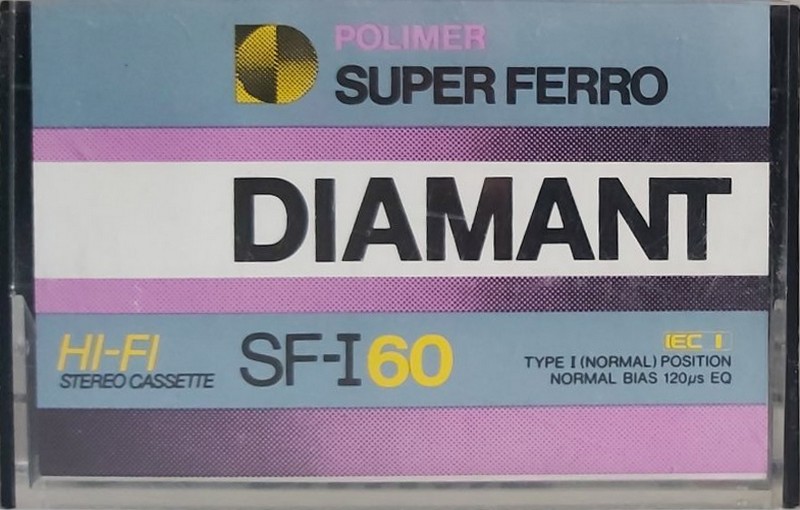 POLIMER
SUPER FERRO
DIAMANT
HI-FI
STEREO CASSETTE
SF-I 60
IEC I
TYPE I (NORMAL) POSITION
NORMAL BIAS 120µs EQ